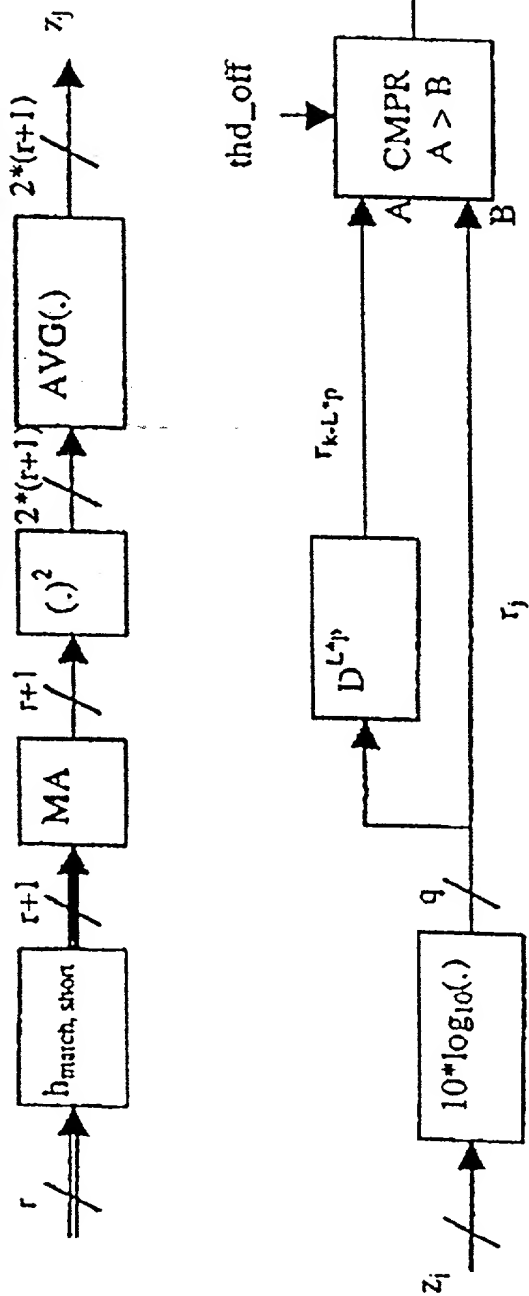 r
h_match, short
r+1
MA
r+1
(.)²
2*(r+1)
AVG(.)
2*(r+1)
z_j
z_i
10*log₁₀(.)
q
D^L*p
r_k-L*p
r_j
thd_off
A
B
CMPR
A > B